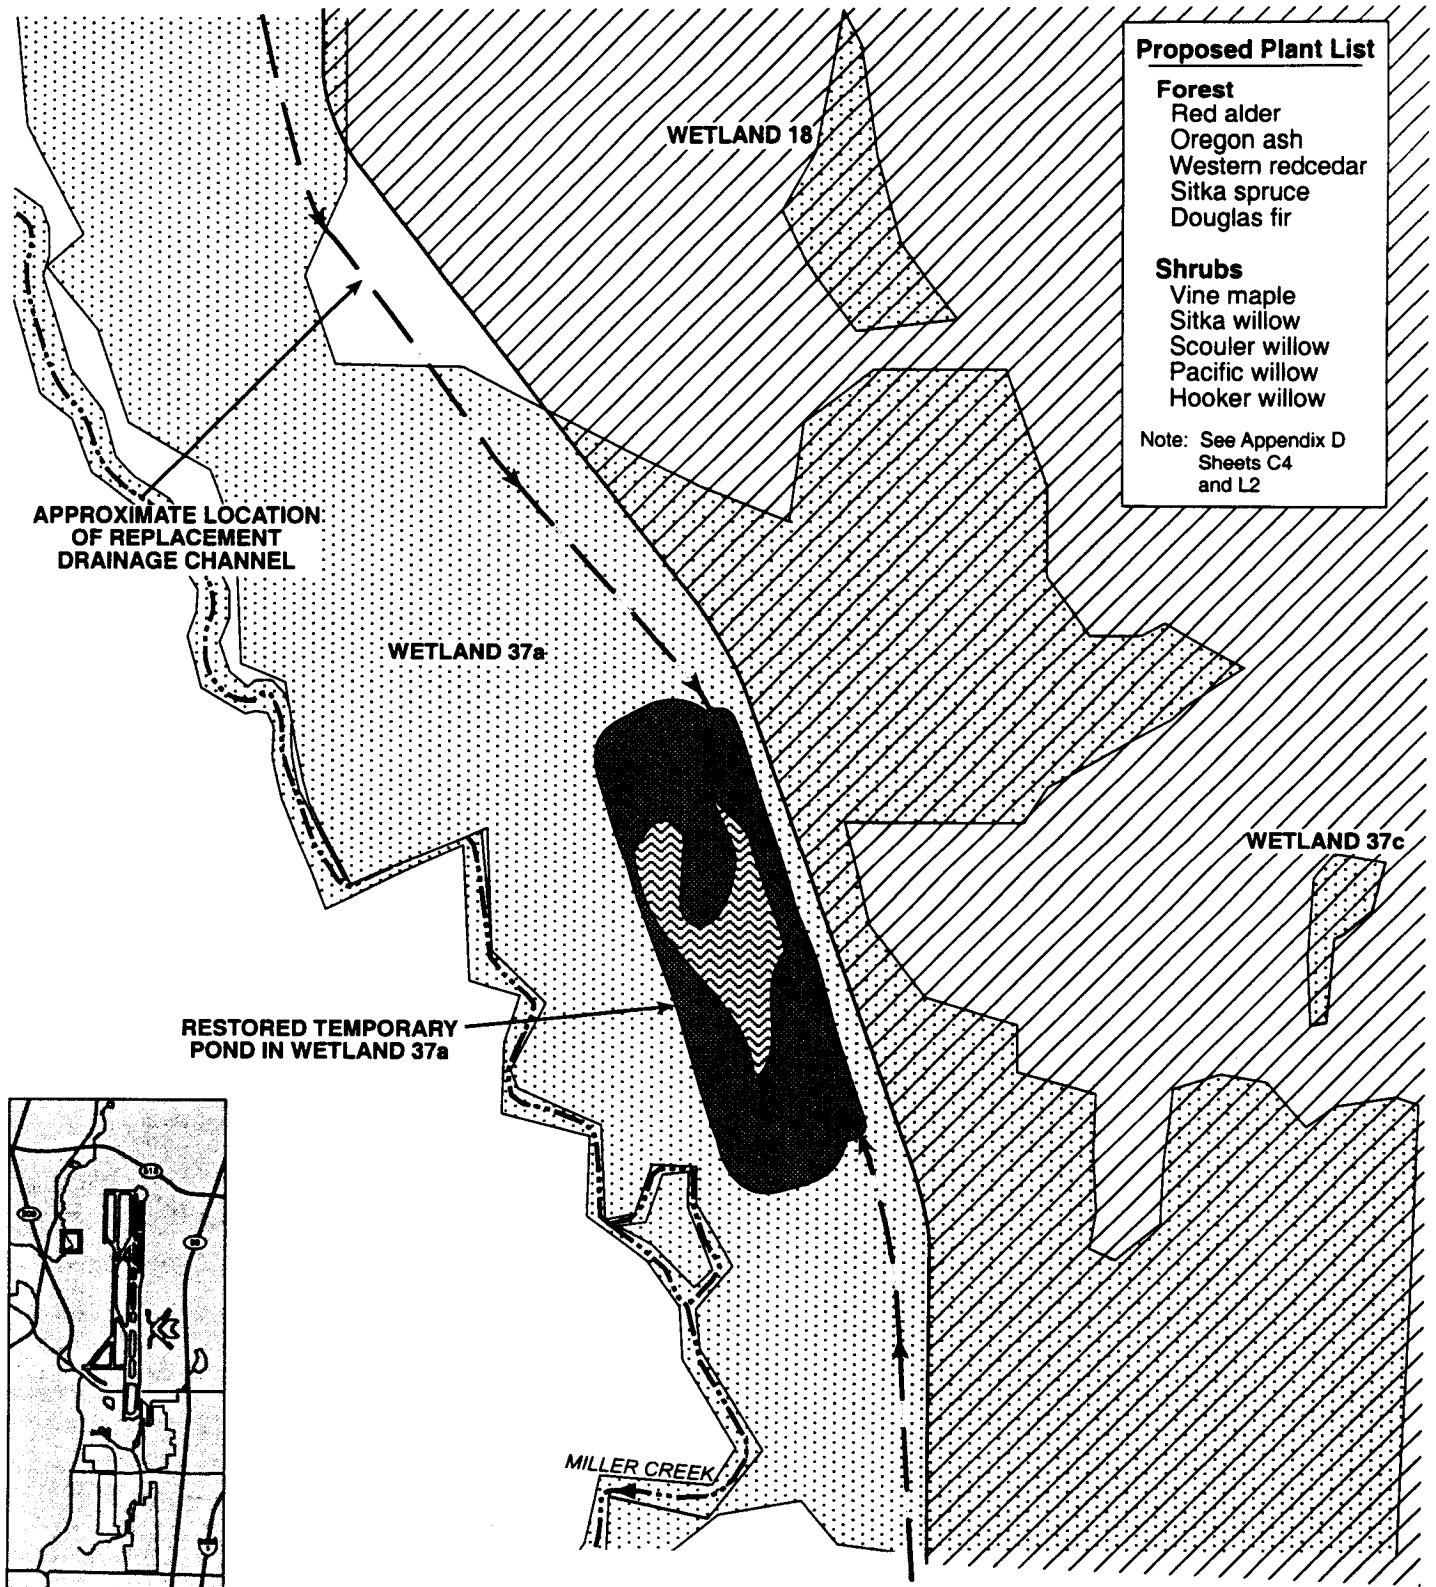 Proposed Plant List
Forest
Red alder
Oregon ash
Western redcedar
Sitka spruce
Douglas fir
Shrubs
Vine maple
Sitka willow
Scouler willow
Pacific willow
Hooker willow
Note: See Appendix D
Sheets C4
and L2
WETLAND 18
APPROXIMATE LOCATION
OF REPLACEMENT
DRAINAGE CHANNEL
WETLAND 37a
WETLAND 37c
RESTORED TEMPORARY
POND IN WETLAND 37a
MILLER CREEK